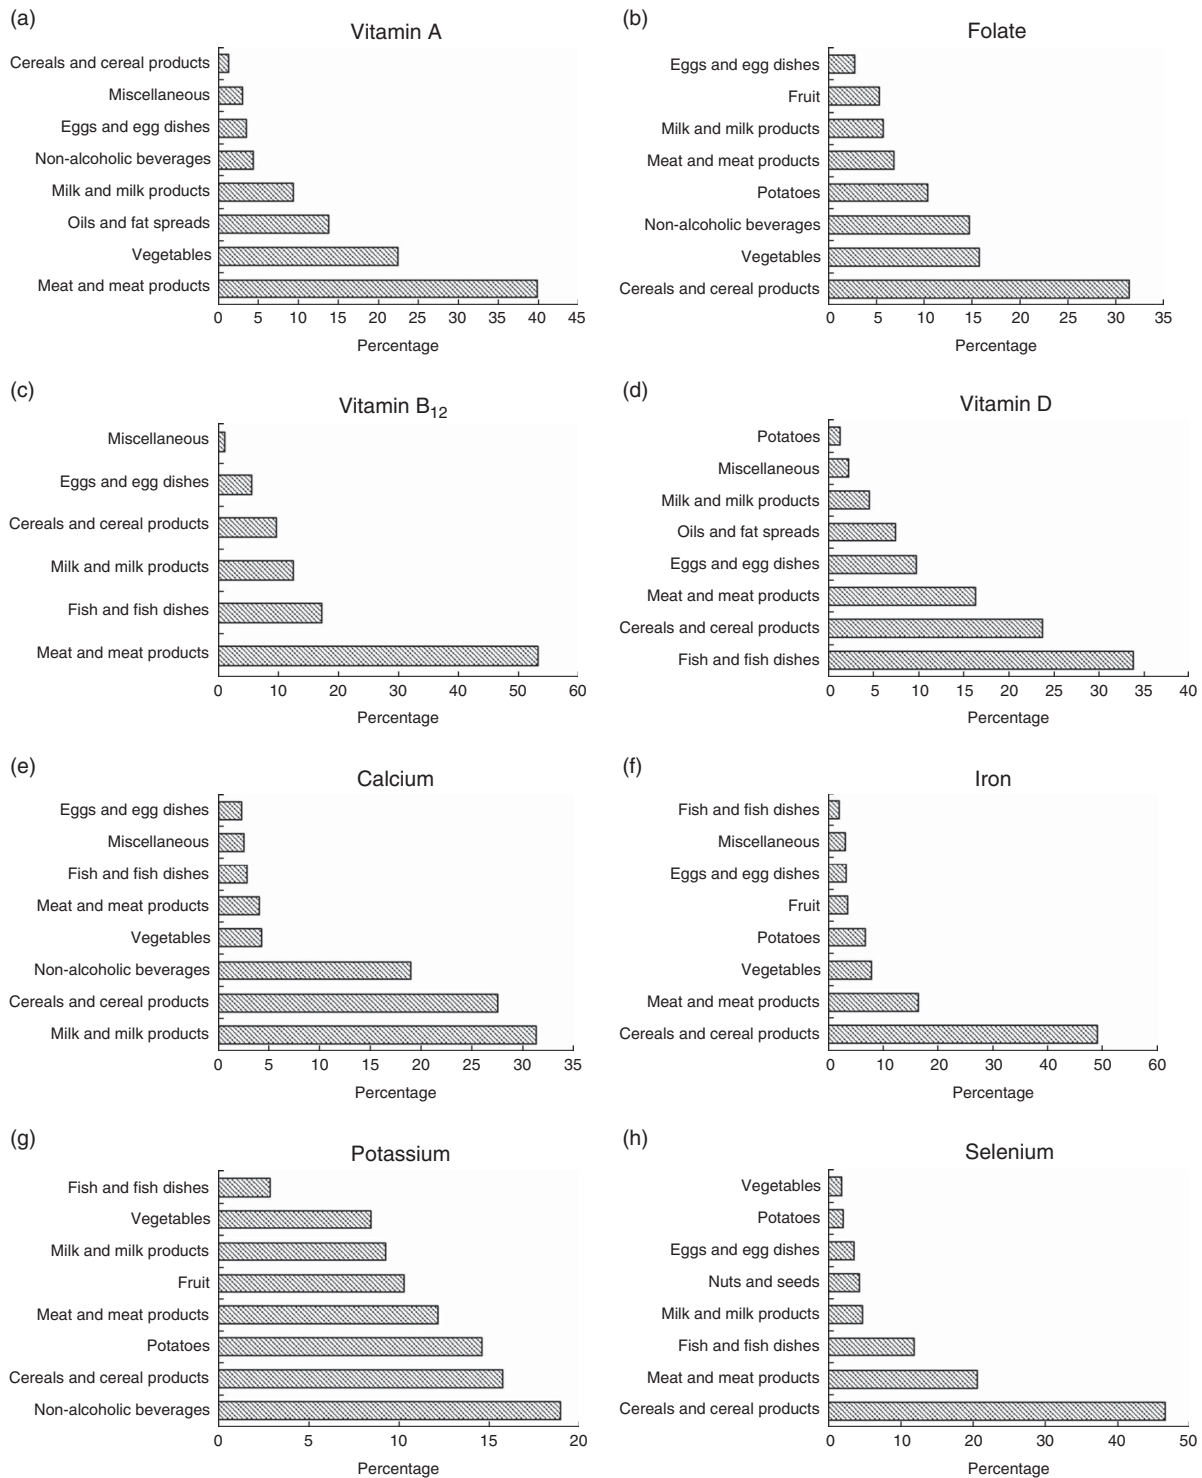 (a)
Vitamin A
Cereals and cereal products
Miscellaneous
Eggs and egg dishes
Non-alcoholic beverages
Milk and milk products
Oils and fat spreads
Vegetables
Meat and meat products
0 5 10 15 20 25 30 35 40 45
Percentage
(b)
Folate
Eggs and egg dishes
Fruit
Milk and milk products
Meat and meat products
Potatoes
Non-alcoholic beverages
Vegetables
Cereals and cereal products
0 5 10 15 20 25 30 35
Percentage
(c)
Vitamin B12
Miscellaneous
Eggs and egg dishes
Cereals and cereal products
Milk and milk products
Fish and fish dishes
Meat and meat products
0 10 20 30 40 50 60
Percentage
(d)
Vitamin D
Potatoes
Miscellaneous
Milk and milk products
Oils and fat spreads
Eggs and egg dishes
Meat and meat products
Cereals and cereal products
Fish and fish dishes
0 5 10 15 20 25 30 35 40
Percentage
(e)
Calcium
Eggs and egg dishes
Miscellaneous
Fish and fish dishes
Meat and meat products
Vegetables
Non-alcoholic beverages
Cereals and cereal products
Milk and milk products
0 5 10 15 20 25 30 35
Percentage
(f)
Iron
Fish and fish dishes
Miscellaneous
Eggs and egg dishes
Fruit
Potatoes
Vegetables
Meat and meat products
Cereals and cereal products
0 10 20 30 40 50 60
Percentage
(g)
Potassium
Fish and fish dishes
Vegetables
Milk and milk products
Fruit
Meat and meat products
Potatoes
Cereals and cereal products
Non-alcoholic beverages
0 5 10 15 20
Percentage
(h)
Selenium
Vegetables
Potatoes
Eggs and egg dishes
Nuts and seeds
Milk and milk products
Fish and fish dishes
Meat and meat products
Cereals and cereal products
0 10 20 30 40 50
Percentage